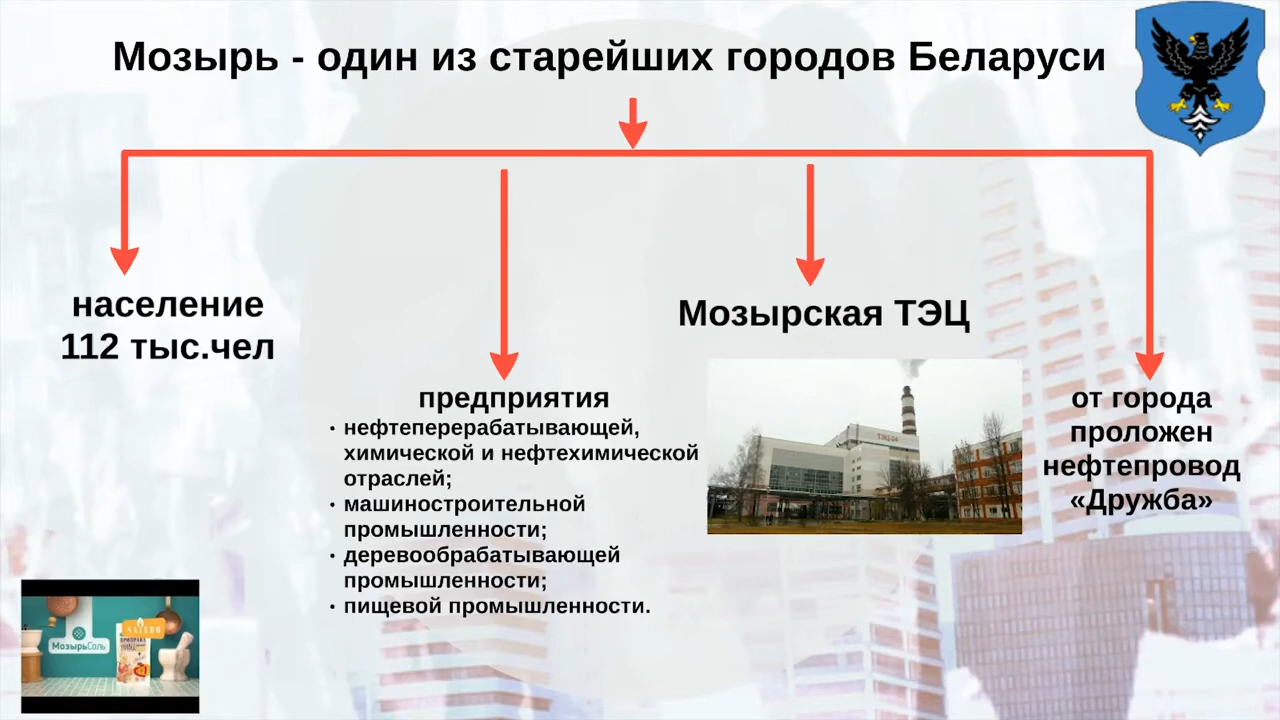 Мозырь - один из старейших городов Беларуси
население
112 тыс.чел
предприятия
• нефтеперерабатывающей,
химической и нефтехимической
отраслей;
• машиностроительной
промышленности;
• деревообрабатывающей
промышленности;
• пищевой промышленности.
Мозырская ТЭЦ
от города
проложен
нефтепровод
«Дружба»
МозырьСоль